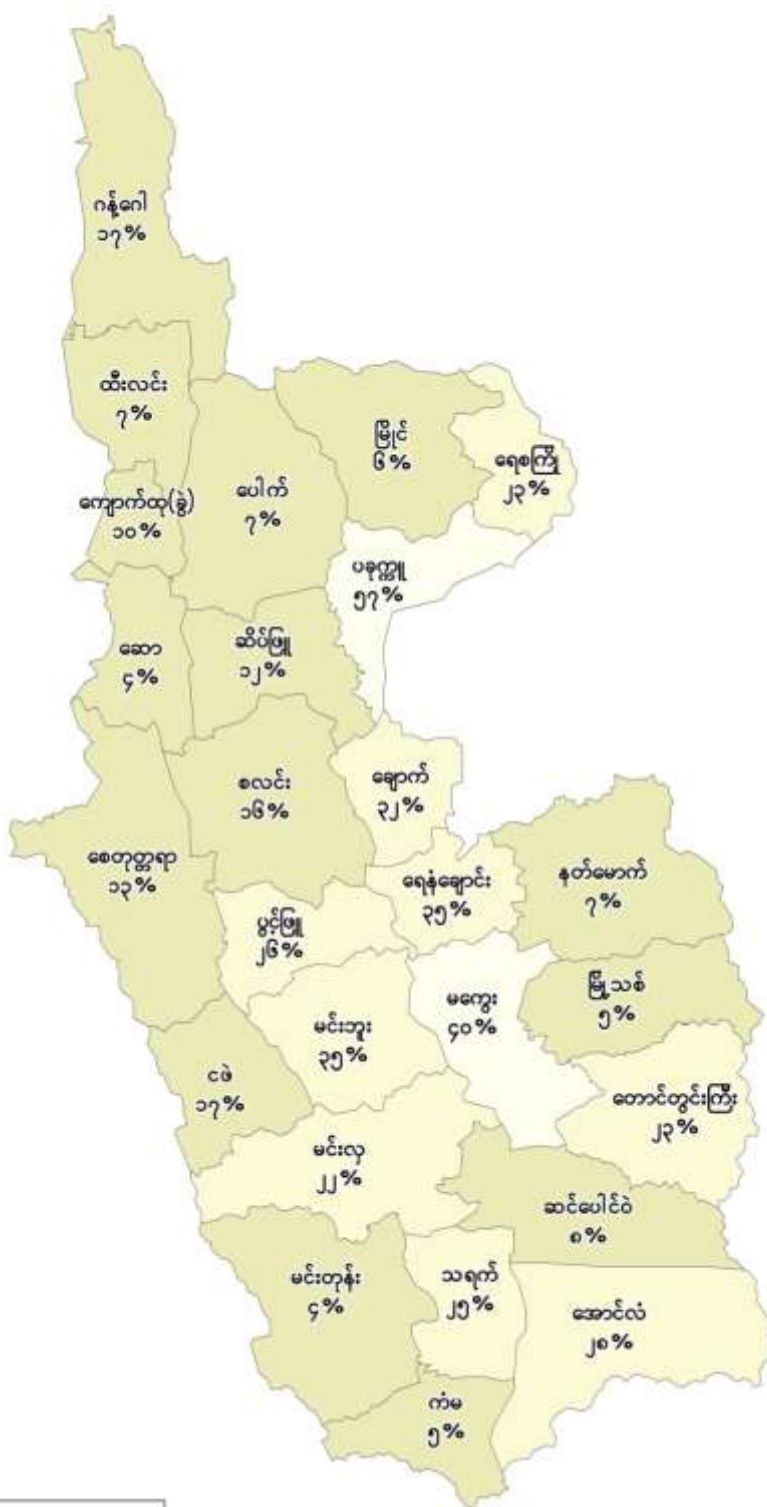 ဂန့်ဂေါ
၁၇%
ထီးလင်း
၇%
မြိုင်
၆%
ရေစကြို
၂၃%
ကျောက်ထု(ခွဲ)
၁၀%
ပေါက်
၇%
ပခုက္ကူ
၅၇%
ဆော
၄%
ဆိပ်ဖြူ
၁၂%
စလင်း
၁၆%
ချောက်
၃၂%
စေတုတ္တရာ
၁၃%
ရေနံချောင်း
၃၅%
နတ်မောက်
၇%
ပွင့်ဖြူ
၂၆%
မြို့သစ်
၅%
မကွေး
၄၀%
မင်းဘူး
၃၅%
ငဖဲ
၁၇%
တောင်တွင်းကြီး
၂၃%
မင်းလှ
၂၂%
ဆင်ပေါင်ဝဲ
၈%
မင်းတုန်း
၄%
သရက်
၂၅%
အောင်လံ
၂၈%
ကံမ
၅%